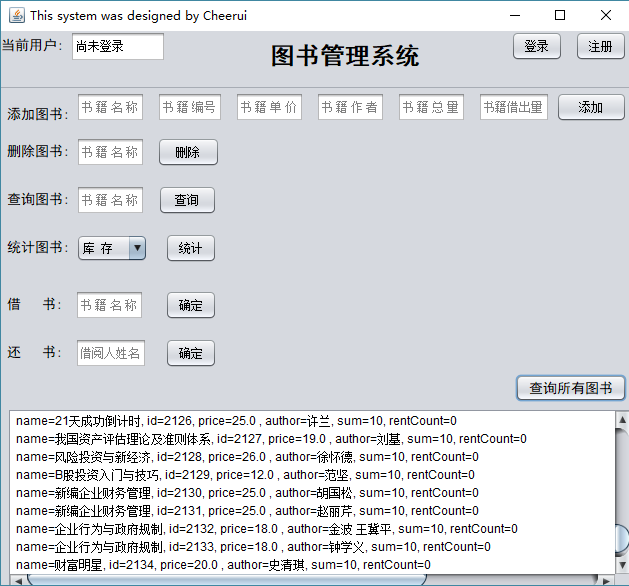 This system was designed by Cheerui
当前用户： 尚未登录 图书管理系统 登录 注册
添加图书： 书籍名称 书籍编号 书籍单价 书籍作者 书籍总量 书籍借出量 添加
删除图书： 书籍名称 删除
查询图书： 书籍名称 查询
统计图书： 库存 统计
借 书： 书籍名称 确定
还 书： 借阅人姓名 确定
查询所有图书
name=21天成功倒计时, id=2126, price=25.0 , author=许兰, sum=10, rentCount=0
name=我国资产评估理论及准则体系, id=2127, price=19.0 , author=刘基, sum=10, rentCount=0
name=风险投资与新经济, id=2128, price=26.0 , author=徐怀德, sum=10, rentCount=0
name=B股投资入门与技巧, id=2129, price=12.0 , author=范坚, sum=10, rentCount=0
name=新编企业财务管理, id=2130, price=25.0 , author=胡国松, sum=10, rentCount=0
name=新编企业财务管理, id=2131, price=25.0 , author=赵丽芹, sum=10, rentCount=0
name=企业行为与政府规制, id=2132, price=18.0 , author=金波 王冀平, sum=10, rentCount=0
name=企业行为与政府规制, id=2133, price=18.0 , author=钟学义, sum=10, rentCount=0
name=财富明星, id=2134, price=20.0 , author=史清琪, sum=10, rentCount=0